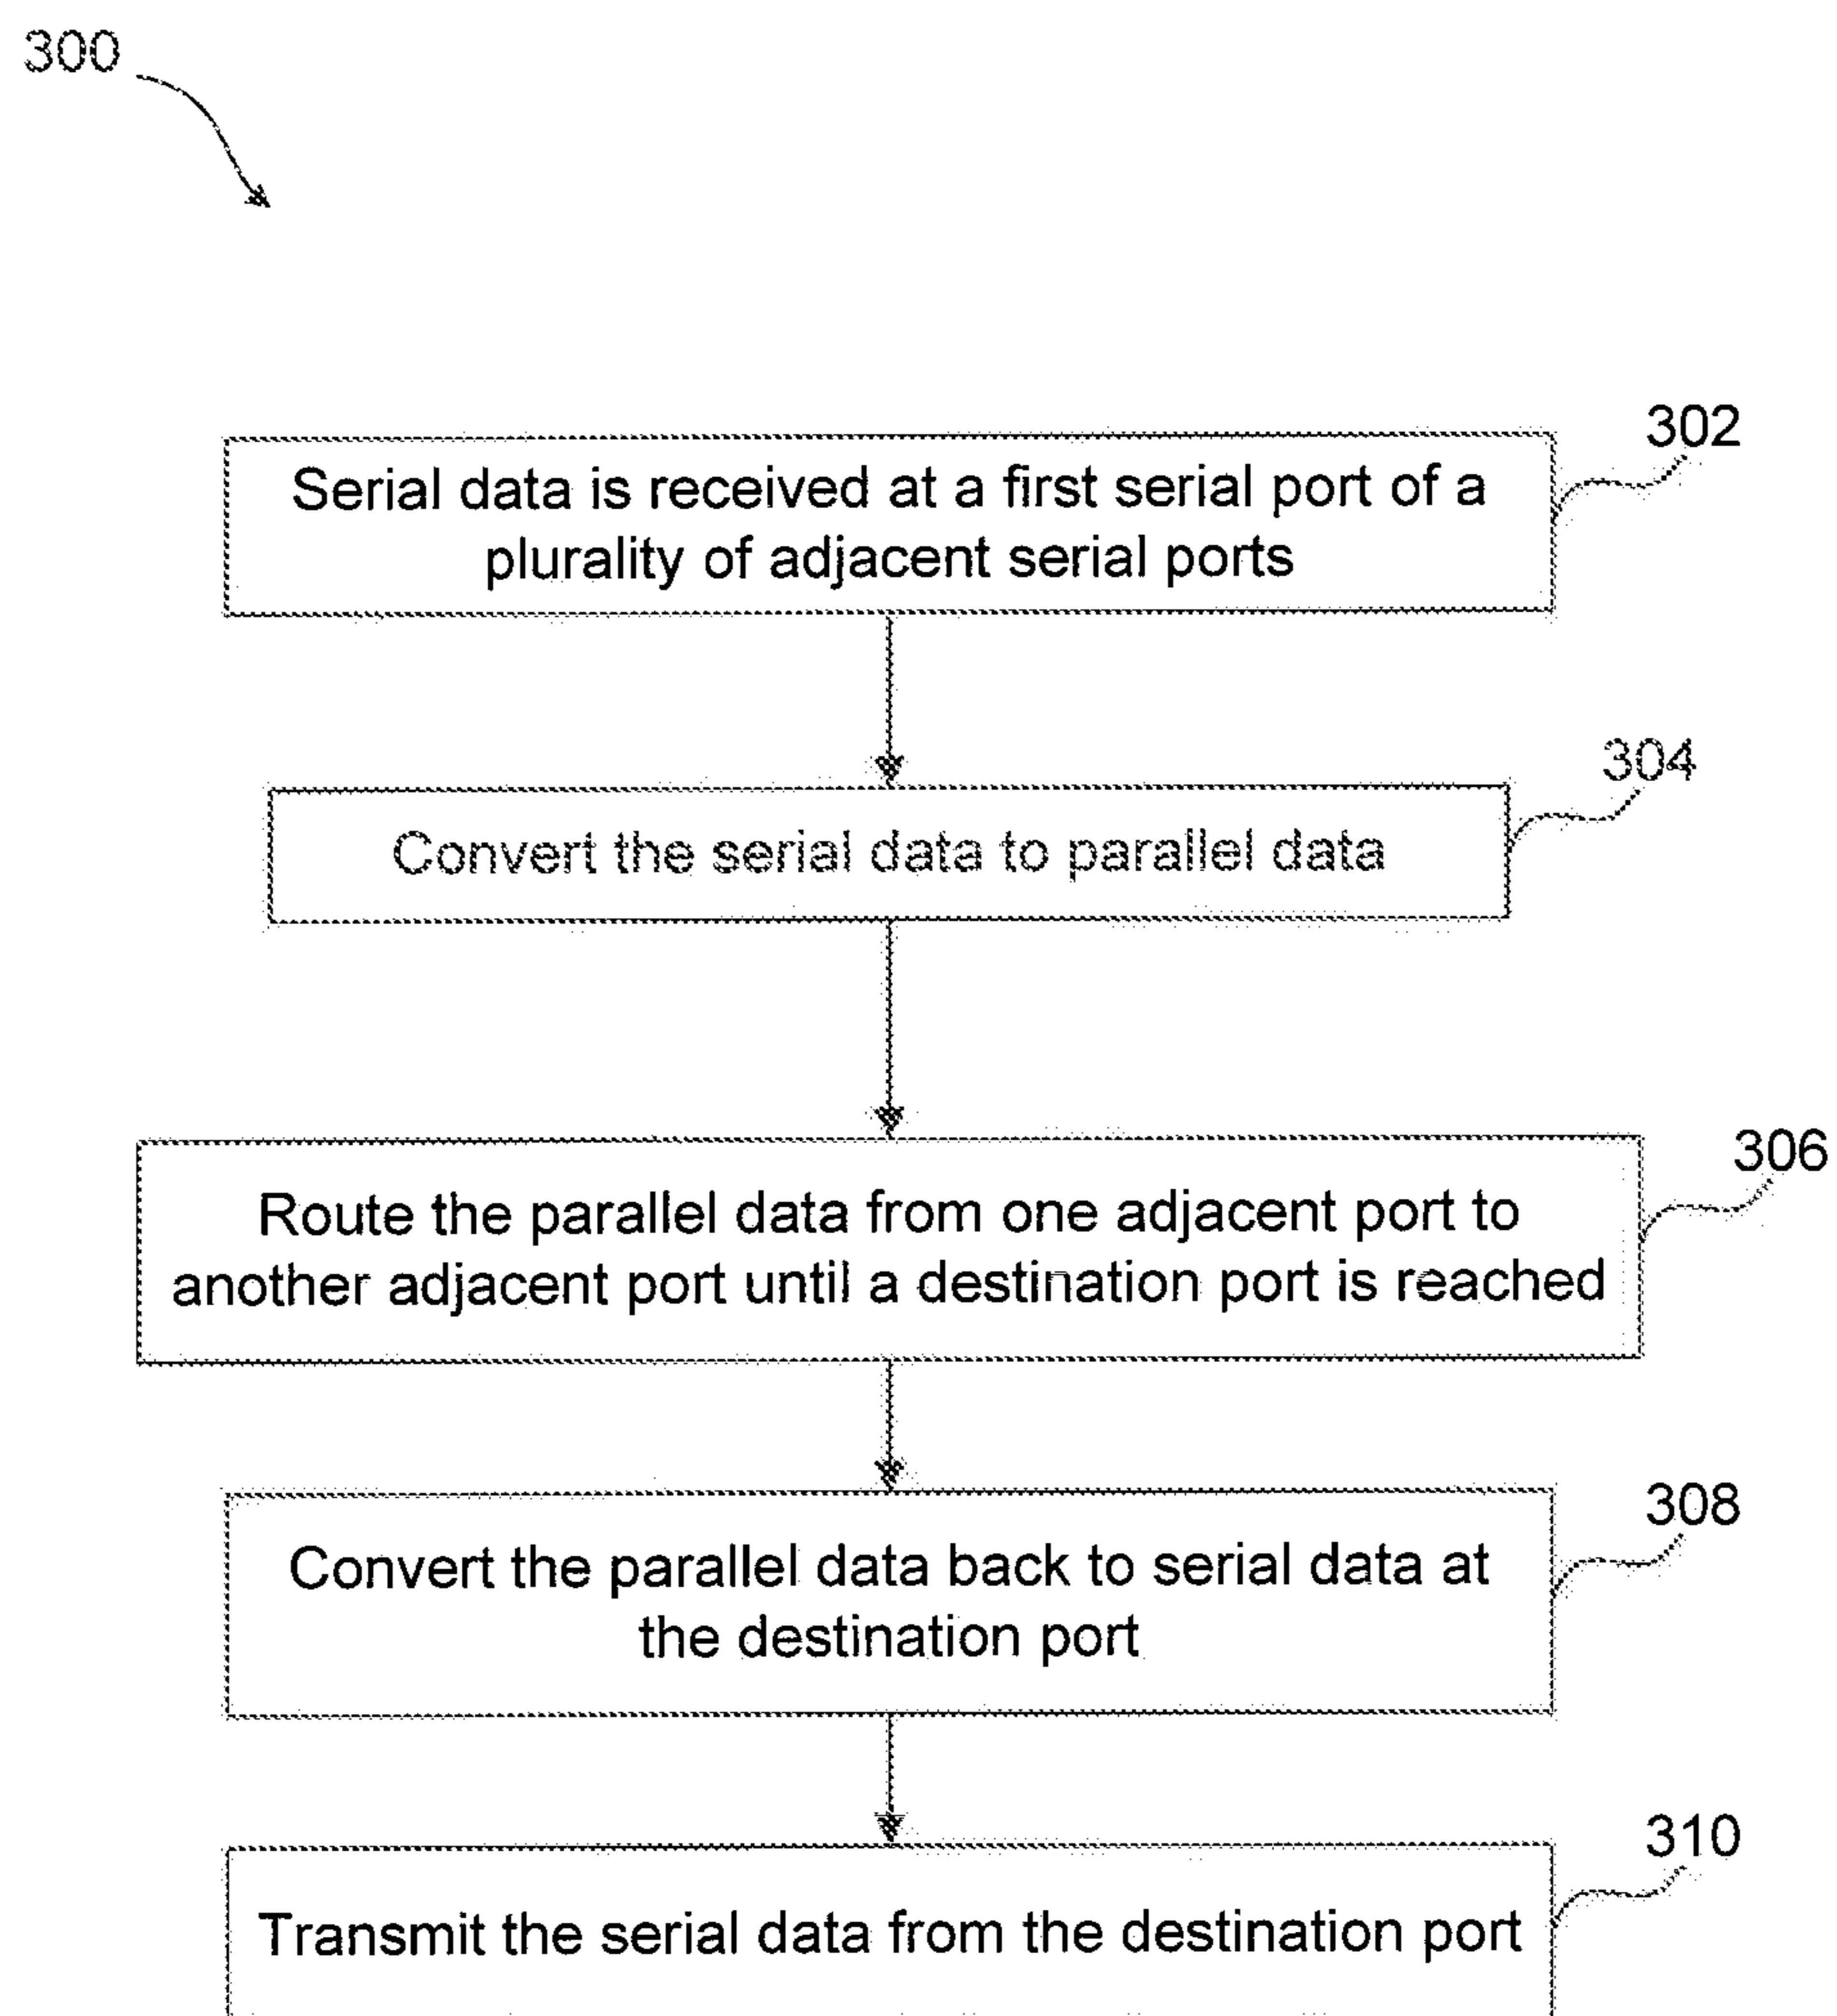 300
302
Serial data is received at a first serial port of a
plurality of adjacent serial ports
304
Convert the serial data to parallel data
306
Route the parallel data from one adjacent port to
another adjacent port until a destination port is reached
308
Convert the parallel data back to serial data at
the destination port
310
Transmit the serial data from the destination port